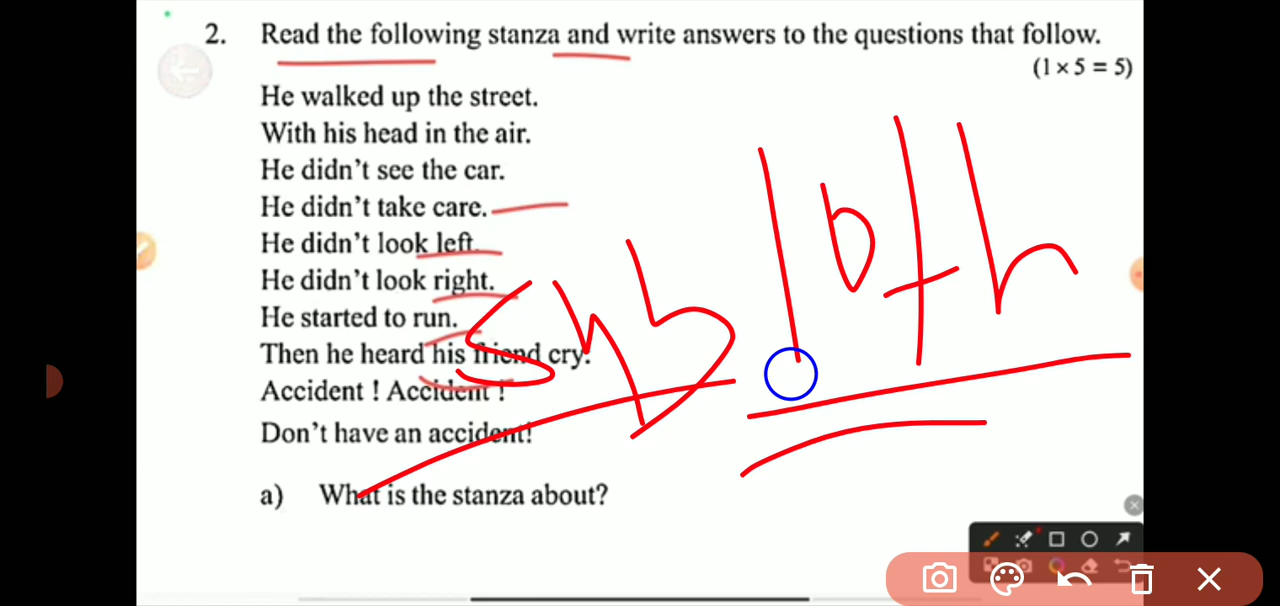 2. Read the following stanza and write answers to the questions that follow.
(1 × 5 = 5)
He walked up the street.
With his head in the air.
He didn't see the car.
He didn't take care.
He didn't look left.
He didn't look right.
He started to run.
Then he heard his friend cry.
Accident ! Accident !
Don't have an accident!
a) What is the stanza about?
10th